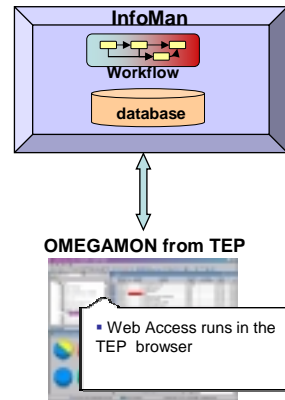 InfoMan
Workflow
database
OMEGAMON from TEP
▪ Web Access runs in the
TEP browser